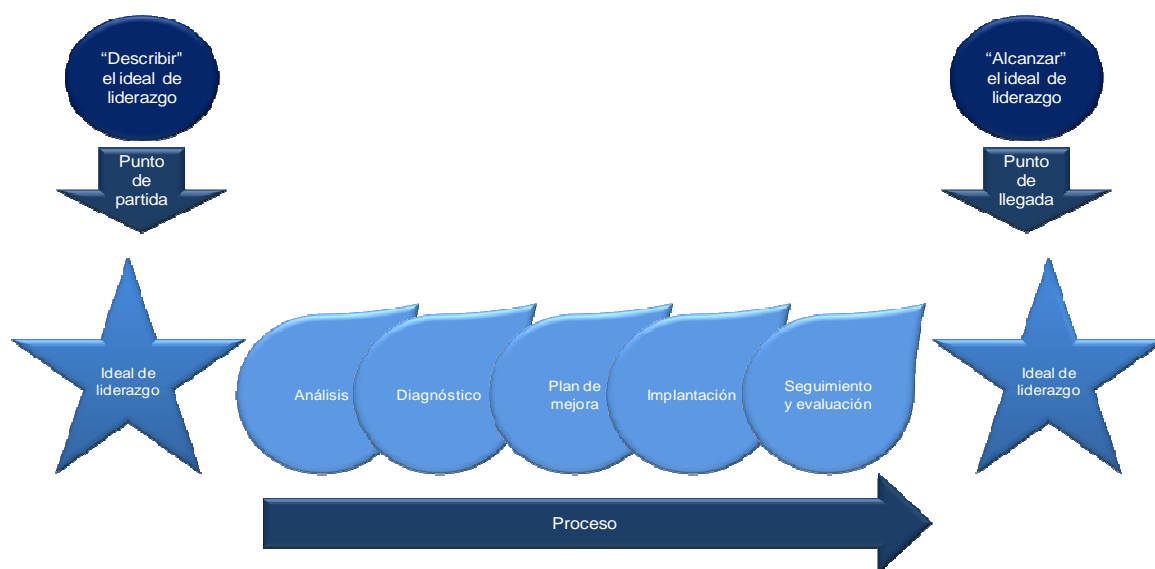 “Describir"
el ideal de
liderazgo
Punto
de
partida
Ideal de
liderazgo
Análisis
Diagnóstico
Plan de
mejora
Implantación
Seguimiento
y evaluación
Proceso
“Alcanzar”
el ideal de
liderazgo
Punto
de
llegada
Ideal de
liderazgo